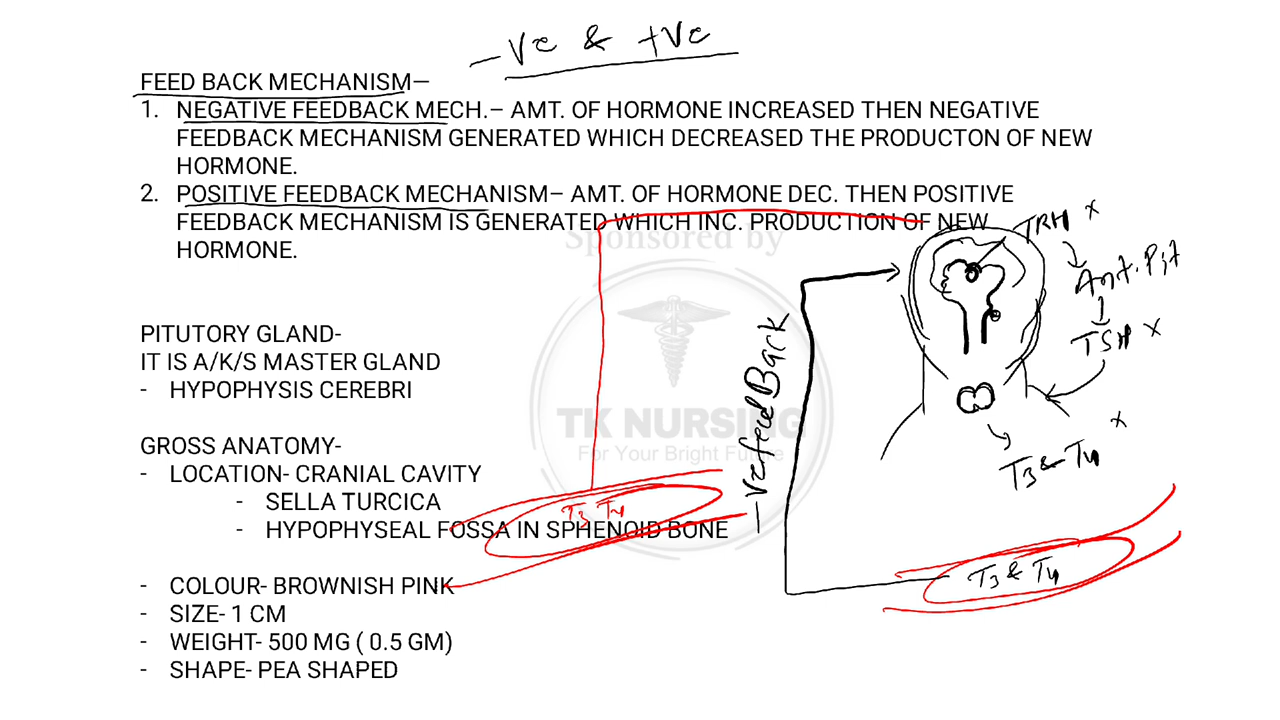 -ve & +ve
FEED BACK MECHANISM–
1. NEGATIVE FEEDBACK MECH.– AMT. OF HORMONE INCREASED THEN NEGATIVE
FEEDBACK MECHANISM GENERATED WHICH DECREASED THE PRODUCTON OF NEW
HORMONE.
2. POSITIVE FEEDBACK MECHANISM– AMT. OF HORMONE DEC. THEN POSITIVE
FEEDBACK MECHANISM IS GENERATED WHICH INC. PRODUCTION OF NEW
HORMONE.
Sponsored by
TRH x
Ant. Pit
TSH x
-ve feed Back
T3 & T4 x
PITUTORY GLAND-
IT IS A/K/S MASTER GLAND
- HYPOPHYSIS CEREBRI
TK NURSING
For Your Bright Future
GROSS ANATOMY-
- LOCATION- CRANIAL CAVITY
- SELLA TURCICA
- HYPOPHYSEAL FOSSA IN SPHENOID BONE
T3 T4
T3 & T4
- COLOUR- BROWNISH PINK
- SIZE- 1 CM
- WEIGHT- 500 MG ( 0.5 GM)
- SHAPE- PEA SHAPED